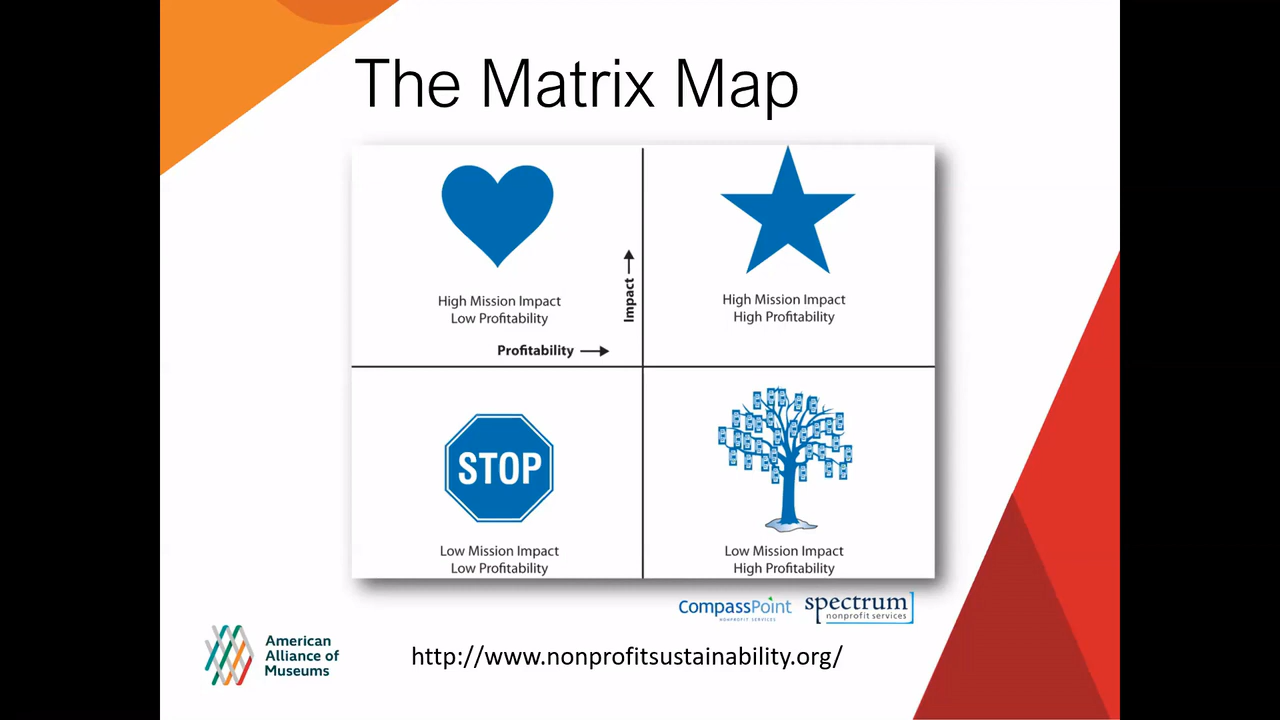 The Matrix Map
High Mission Impact
Low Profitability
Impact
Profitability
High Mission Impact
High Profitability
STOP
Low Mission Impact
Low Profitability
Low Mission Impact
High Profitability
CompassPoint
NONPROFIT SERVICES
spectrum
nonprofit services
American
Alliance of
Museums
http://www.nonprofitsustainability.org/